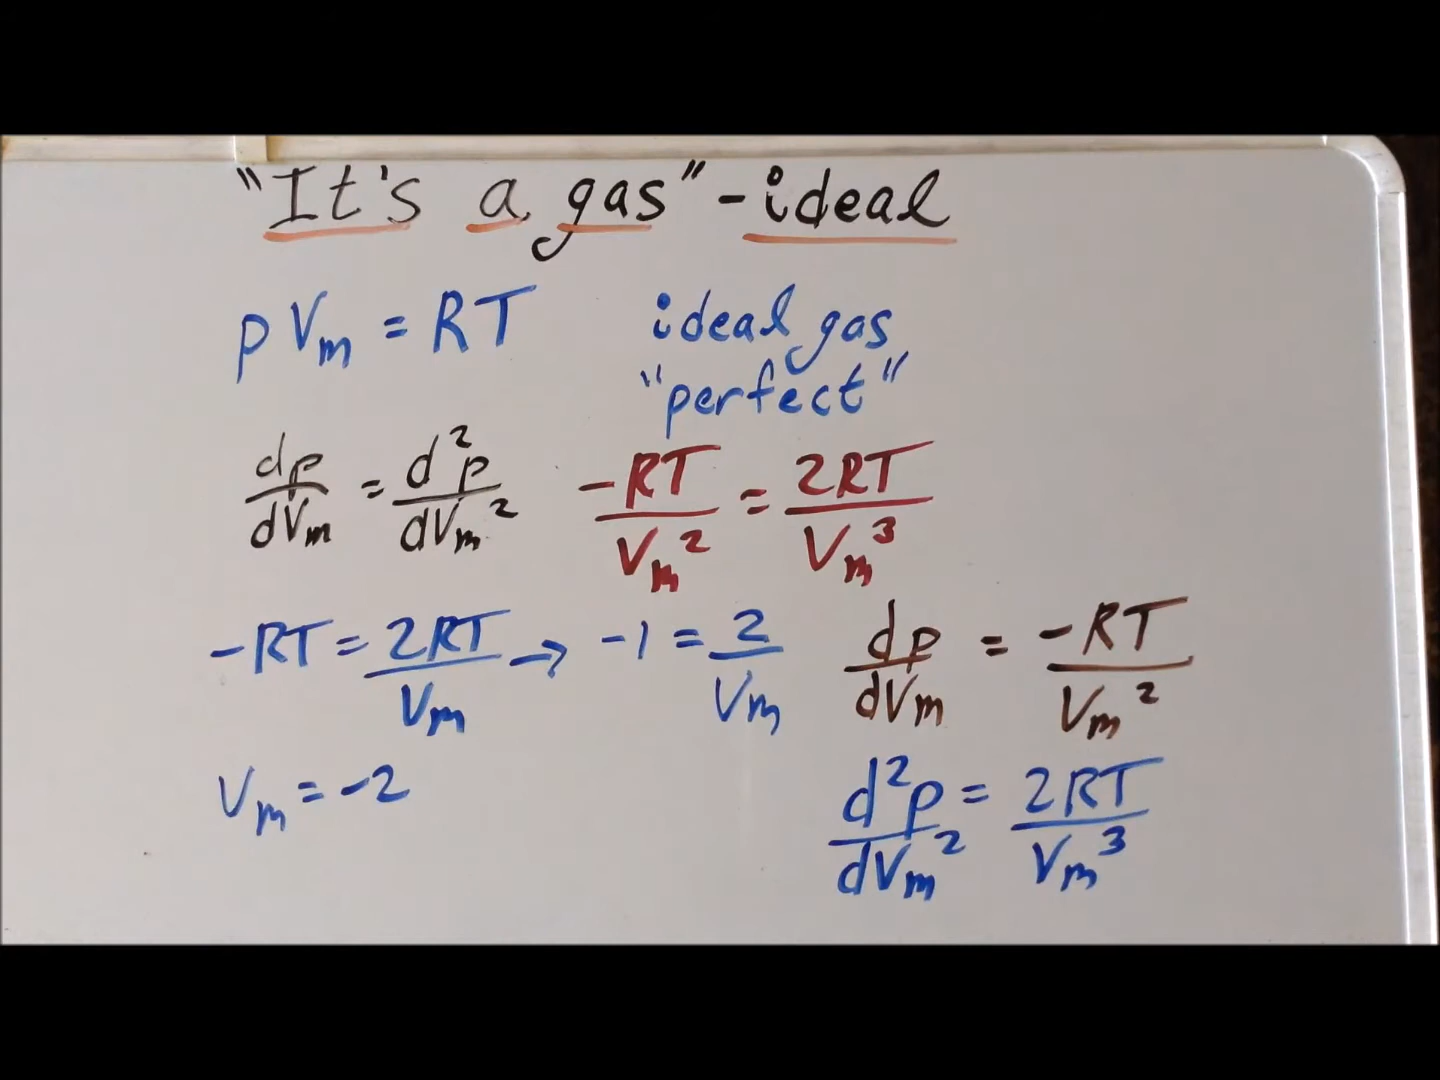 "It's a gas" - ideal
pVm = RT ideal gas
"perfect"
dp/dVm = d²p/dVm² -RT/Vm² = 2RT/Vm³
-RT = 2RT/Vm → -1 = 2/Vm dp/dVm = -RT/Vm²
Vm = -2 d²p/dVm² = 2RT/Vm³